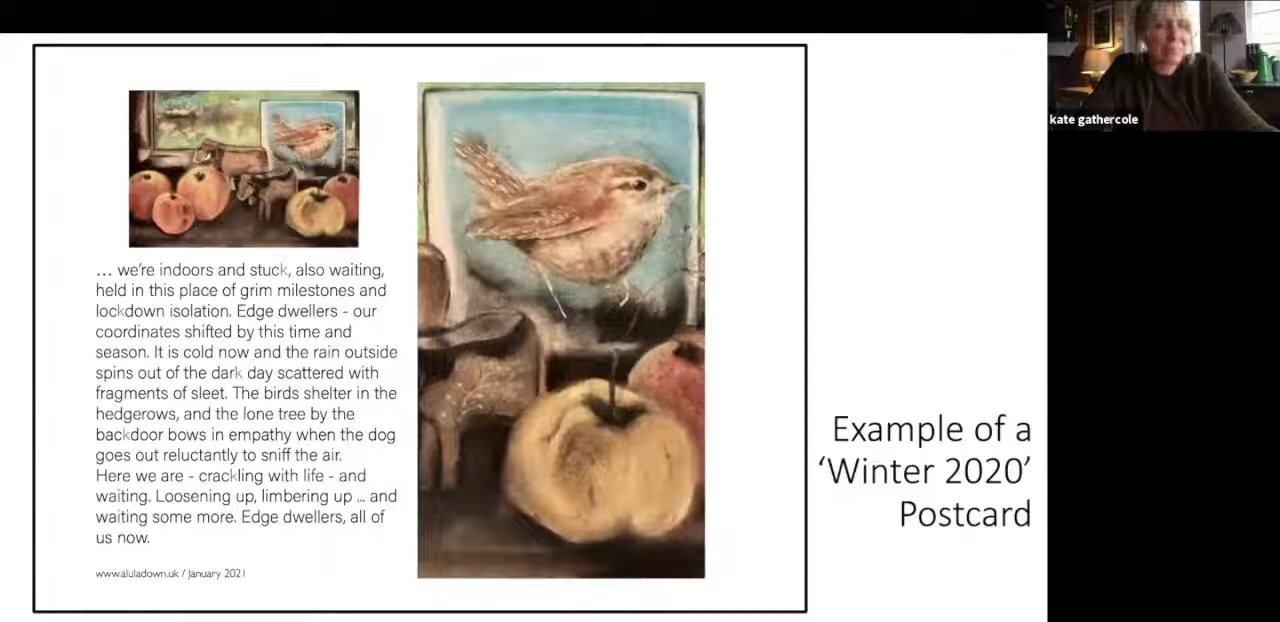 … we're indoors and stuck, also waiting,
held in this place of grim milestones and
lockdown isolation. Edge dwellers - our
coordinates shifted by this time and
season. It is cold now and the rain outside
spins out of the dark day scattered with
fragments of sleet. The birds shelter in the
hedgerows, and the lone tree by the
backdoor bows in empathy when the dog
goes out reluctantly to sniff the air.
Here we are - crackling with life - and
waiting. Loosening up, limbering up ... and
waiting some more. Edge dwellers, all of
us now.
www.aluladown.uk / January 2021
Example of a
‘Winter 2020’
Postcard
kate gathercole